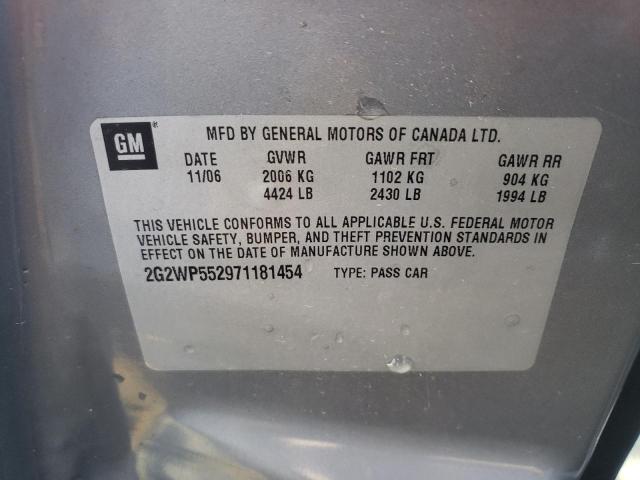 GM
MFD BY GENERAL MOTORS OF CANADA LTD.
DATE GVWR GAWR FRT GAWR RR
11/06 2006 KG 1102 KG 904 KG
4424 LB 2430 LB 1994 LB
THIS VEHICLE CONFORMS TO ALL APPLICABLE U.S. FEDERAL MOTOR
VEHICLE SAFETY, BUMPER, AND THEFT PREVENTION STANDARDS IN
EFFECT ON THE DATE OF MANUFACTURE SHOWN ABOVE.
2G2WP552971181454 TYPE: PASS CAR